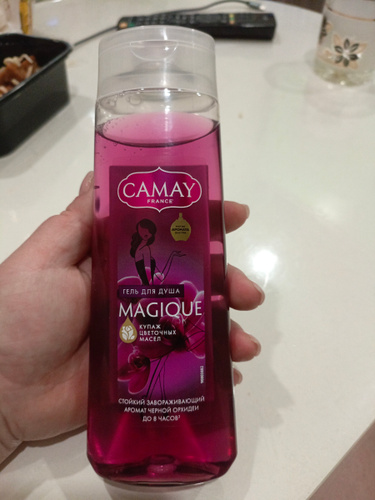 CAMAY
FRANCE
ГЕЛЬ ДЛЯ ДУША
MAGIQUE
КУПАЖ
ЦВЕТОЧНЫХ
МАСЕЛ
СТОЙКИЙ ЗАВОРАЖИВАЮЩИЙ
АРОМАТ ЧЕРНОЙ ОРХИДЕИ
ДО 8 ЧАСОВ